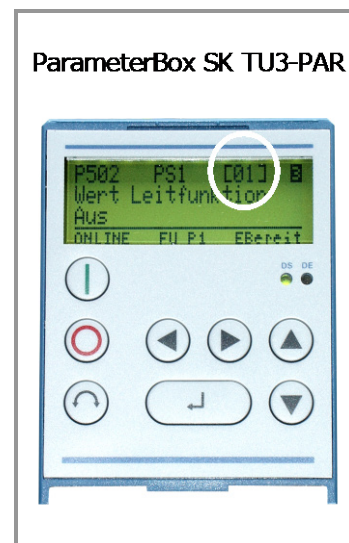 ParameterBox SK TU3-PAR
P502 PS1 [01] B
Wert Leitfunktion
Aus
ONLINE FU P1 EBereit
DS DE